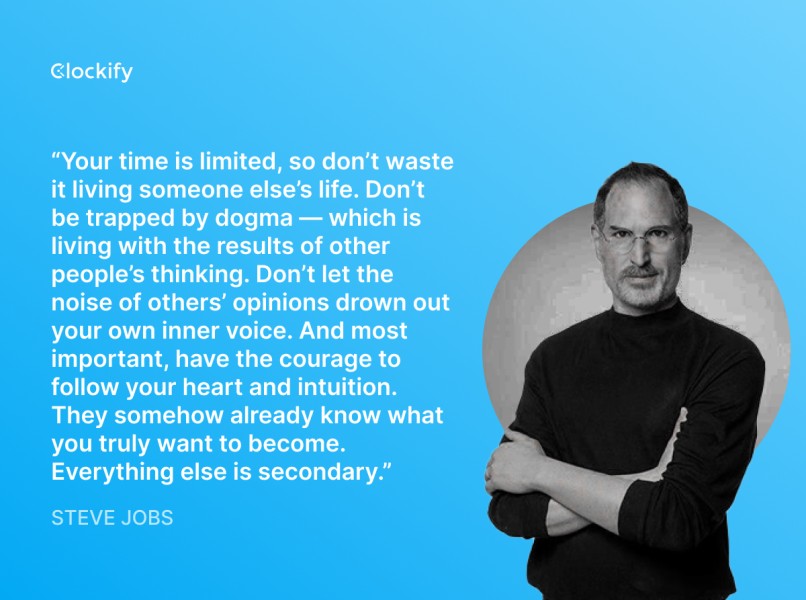 Clockify
“Your time is limited, so don’t waste
it living someone else’s life. Don’t
be trapped by dogma — which is
living with the results of other
people’s thinking. Don’t let the
noise of others’ opinions drown out
your own inner voice. And most
important, have the courage to
follow your heart and intuition.
They somehow already know what
you truly want to become.
Everything else is secondary.”
STEVE JOBS